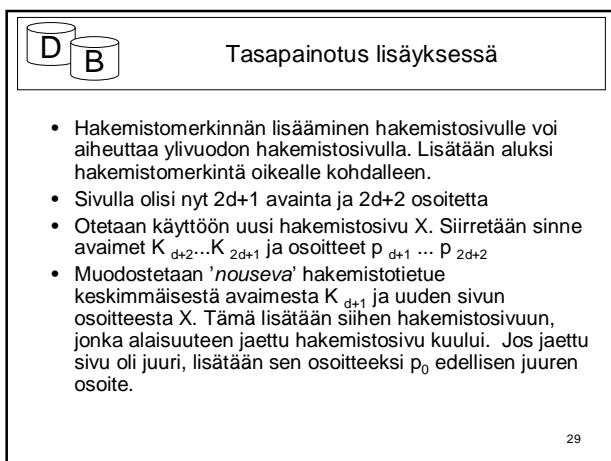 D B
Tasapainotus lisäyksessä
• Hakemistomerkinnän lisääminen hakemistosivulle voi
aiheuttaa ylivuodon hakemistosivulla. Lisätään aluksi
hakemistomerkintä oikealle kohdalleen.
• Sivulla olisi nyt 2d+1 avainta ja 2d+2 osoitetta
• Otetaan käyttöön uusi hakemistosivu X. Siirretään sinne
avaimet K d+2...K 2d+1 ja osoitteet p d+1 ... p 2d+2
• Muodostetaan 'nouseva' hakemistotietue
keskimmäisestä avaimesta K d+1 ja uuden sivun
osoitteesta X. Tämä lisätään siihen hakemistosivuun,
jonka alaisuuteen jaettu hakemistosivu kuului. Jos jaettu
sivu oli juuri, lisätään sen osoitteeksi p0 edellisen juuren
osoite.
29